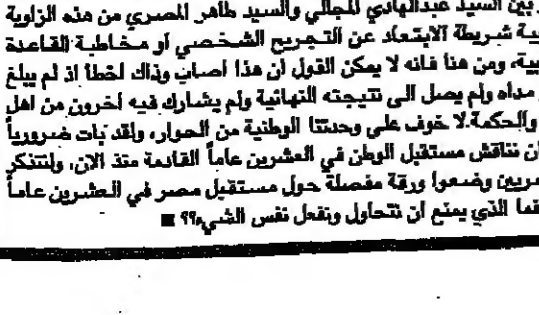 بين السيد عبدالهادي المجالي والسيد طاهر المصري من هذه الزاوية
شريطة الابتعاد عن التجريح الشخصي او مخاطبة القاعدة
ومن هنا فانه لا يمكن القول ان هذا اصاب وذاك اخطأ اذ لم يبلغ
مداه ولم يصل الى نتيجته النهائية ولم يشارك فيه آخرون من اهل
والحكمة.لا خوف على وحدتنا الوطنية من الحوار، ولقد بات ضرورياً
ان نناقش مستقبل الوطن في العشرين عاماً القادمة منذ الآن، ولنتذكر
وضعوا ورقة مفصلة حول مستقبل مصر في العشرين عاماً
فما الذي يمنع ان نتحاول ونفعل نفس الشيء؟؟ ■